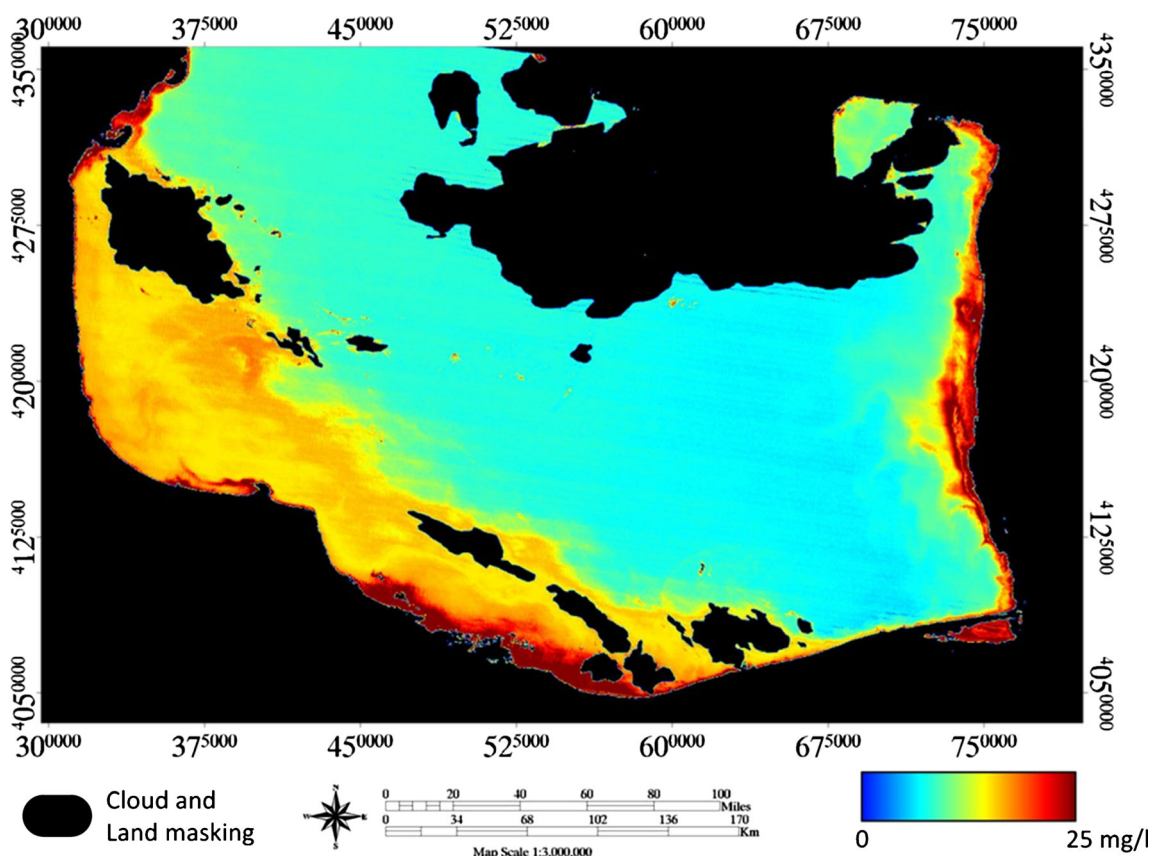 300000 375000 450000 525000 600000 675000 750000
4350000 4350000
4275000 4275000
4200000 4200000
4125000 4125000
4050000 4050000
300000 375000 450000 525000 600000 675000 750000
Cloud and
Land masking
N
W E
S
0 20 40 60 80 100
Miles
0 34 68 102 136 170
Km
Map Scale 1:3,000,000
0 25 mg/l